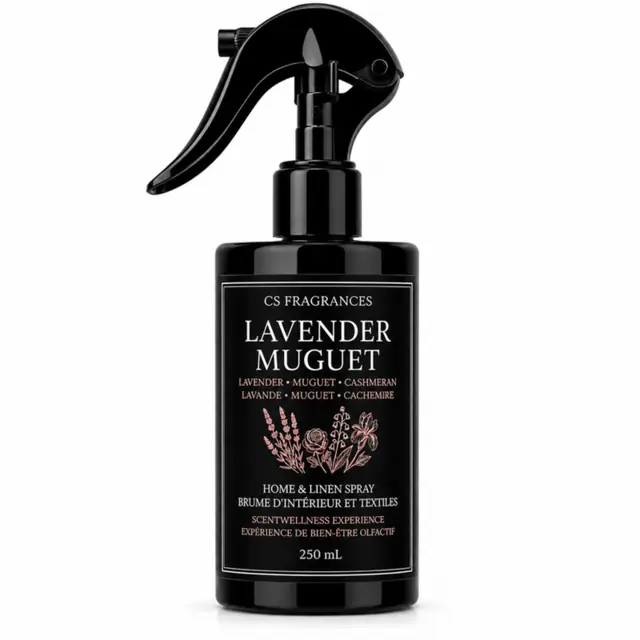 CS FRAGRANCES
LAVENDER
MUGUET
LAVENDER • MUGUET • CASHMERAN
LAVANDE • MUGUET • CACHEMIRE
HOME & LINEN SPRAY
BRUME D'INTÉRIEUR ET TEXTILES
SCENTWELLNESS EXPERIENCE
EXPÉRIENCE DE BIEN-ÊTRE OLFACTIF
250 mL